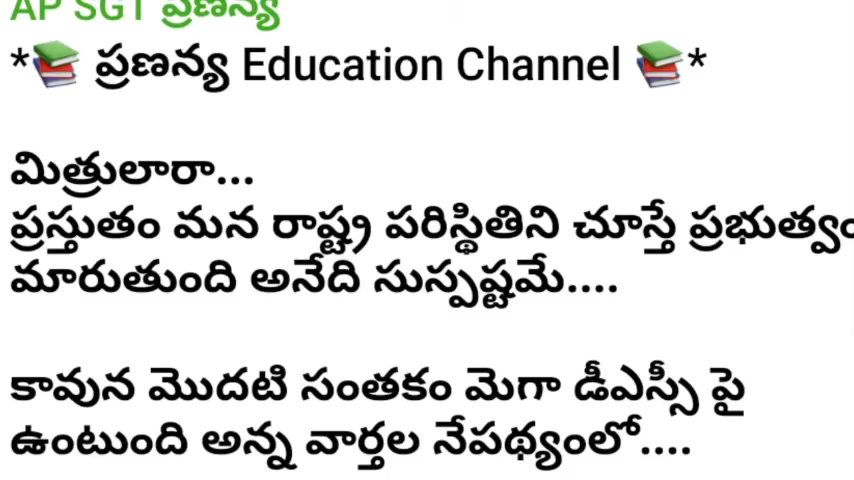 AP SGT ప్రణన్య
*📚 ప్రణన్య Education Channel 📚*
మిత్రులారా...
ప్రస్తుతం మన రాష్ట్ర పరిస్థితిని చూస్తే ప్రభుత్వం
మారుతుంది అనేది సుస్పష్టమే....
కావున మొదటి సంతకం మెగా డీఎస్సీ పై
ఉంటుంది అన్న వార్తల నేపథ్యంలో....